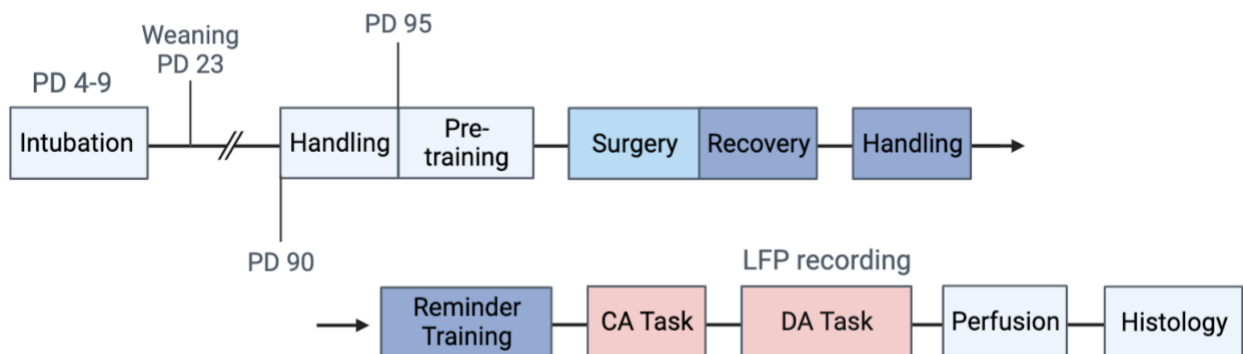 PD 95
Weaning
PD 23
PD 4-9
Intubation
Handling
Pre-
training
Surgery
Recovery
Handling
PD 90
LFP recording
Reminder
Training
CA Task
DA Task
Perfusion
Histology